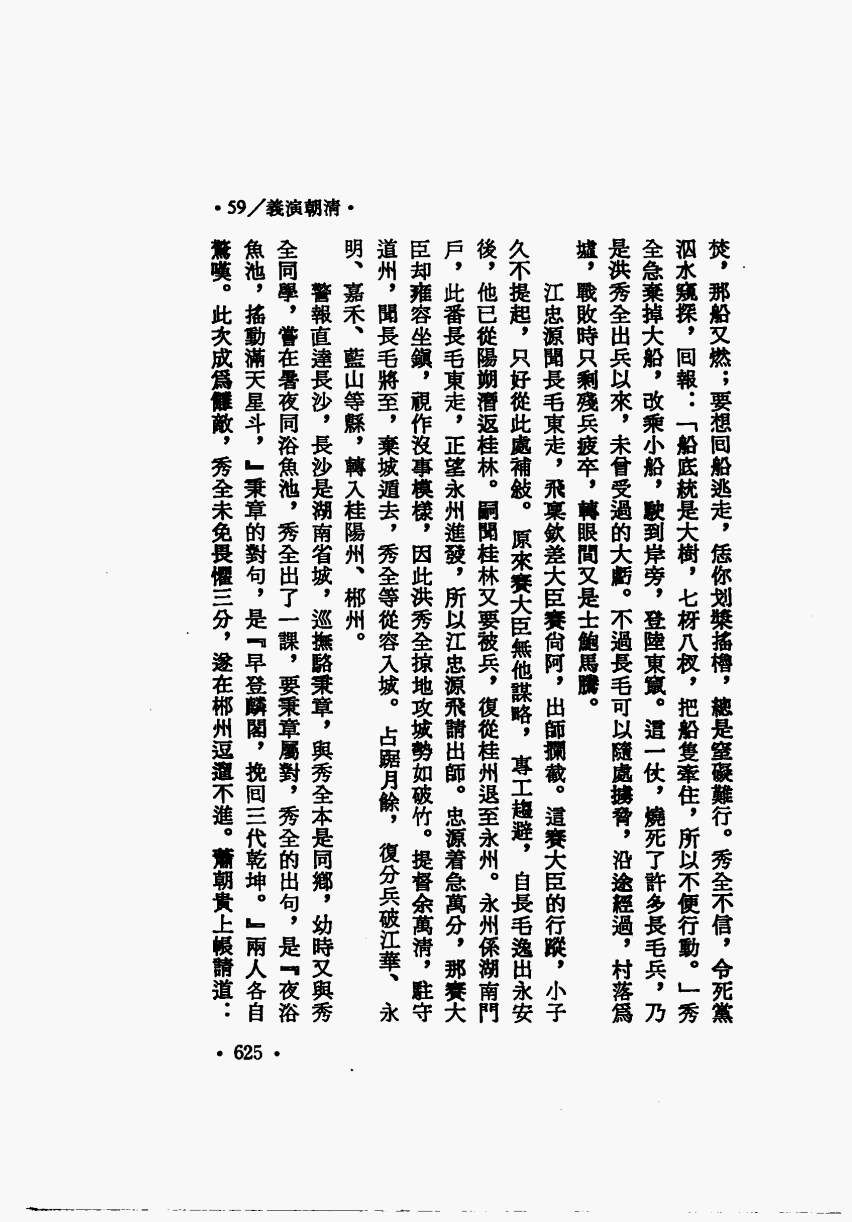 •59／義演朝清•
焚，那船又燃；要想回船逃走，恁你划槳搖櫓，總是窒礙難行。秀全不信，令死黨
泅水窺探，回報：「船底統是大樹，七枒八杈，把船隻牽住，所以不便行動。」秀
全急棄掉大船，改乘小船，駛到岸旁，登陸東竄。這一仗，燒死了許多長毛兵，乃
是洪秀全出兵以來，未曾受過的大虧。不過長毛可以隨處擄脅，沿途經過，村落爲
墟，戰敗時只剩殘兵疲卒，轉眼間又是士飽馬騰。
江忠源聞長毛東走，飛稟欽差大臣賽尙阿，出師攔截。這賽大臣的行蹤，小子
久不提起，只好從此處補敍。原來賽大臣無他謀略，專工趨避，自長毛逸出永安
後，他已從陽朔潛返桂林。嗣聞桂林又要被兵，復從桂州退至永州。永州係湖南門
戶，此番長毛東走，正望永州進發，所以江忠源飛請出師。忠源着急萬分，那賽大
臣却雍容坐鎭，視作沒事模樣，因此洪秀全掠地攻城勢如破竹。提督余萬淸，駐守
道州，聞長毛將至，棄城遁去，秀全等從容入城。占踞月餘，復分兵破江華、永
明、嘉禾、藍山等縣，轉入桂陽州、郴州。
警報直達長沙，長沙是湖南省城，巡撫駱秉章，與秀全本是同鄉，幼時又與秀
全同學，嘗在暑夜同浴魚池，秀全出了一課，要秉章屬對，秀全的出句，是『夜浴
魚池，搖動滿天星斗，』秉章的對句，是『早登麟閣，挽回三代乾坤。』兩人各自
驚嘆。此次成爲讎敵，秀全未免畏懼三分，遂在郴州逗遛不進。蕭朝貴上帳請道：
•625•